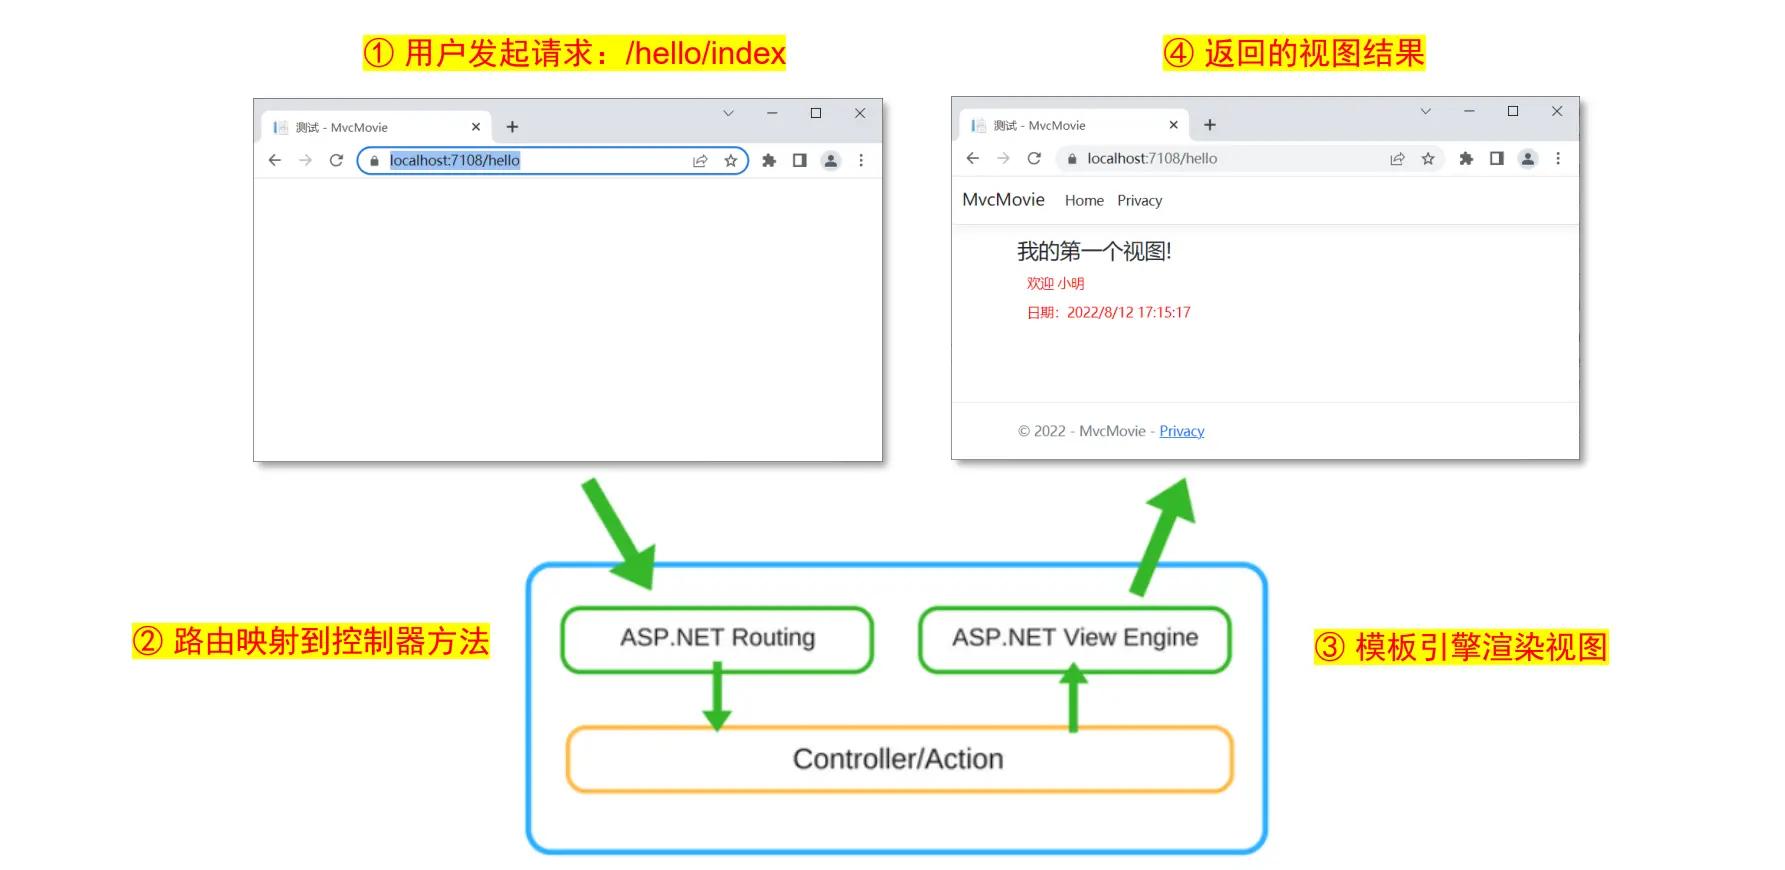 ① 用户发起请求：/hello/index
④ 返回的视图结果
测试 - MvcMovie
localhost:7108/hello
测试 - MvcMovie
localhost:7108/hello
MvcMovie Home Privacy
我的第一个视图!
欢迎 小明
日期：2022/8/12 17:15:17
© 2022 - MvcMovie - Privacy
② 路由映射到控制器方法
ASP.NET Routing
ASP.NET View Engine
③ 模板引擎渲染视图
Controller/Action